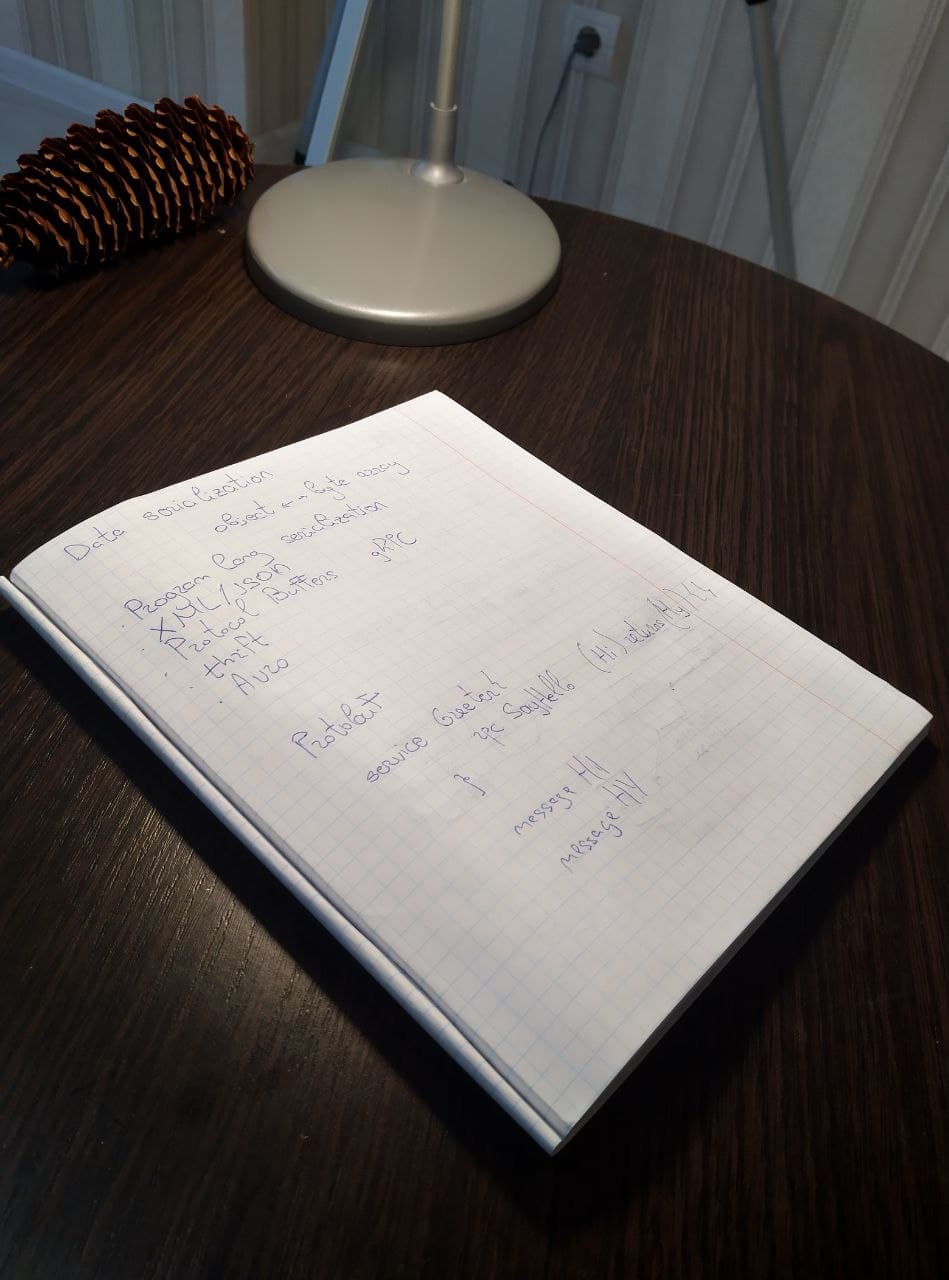 Data serialization
object <--> byte array
· Program lang serialization
· XML/JSON
· Protocol Buffers gRPC
· thrift
· Avro
Protobuf
service Greeter{
rpc SayHello (Hi) returns (Hy) {}
}
message Hi{}
message Hy